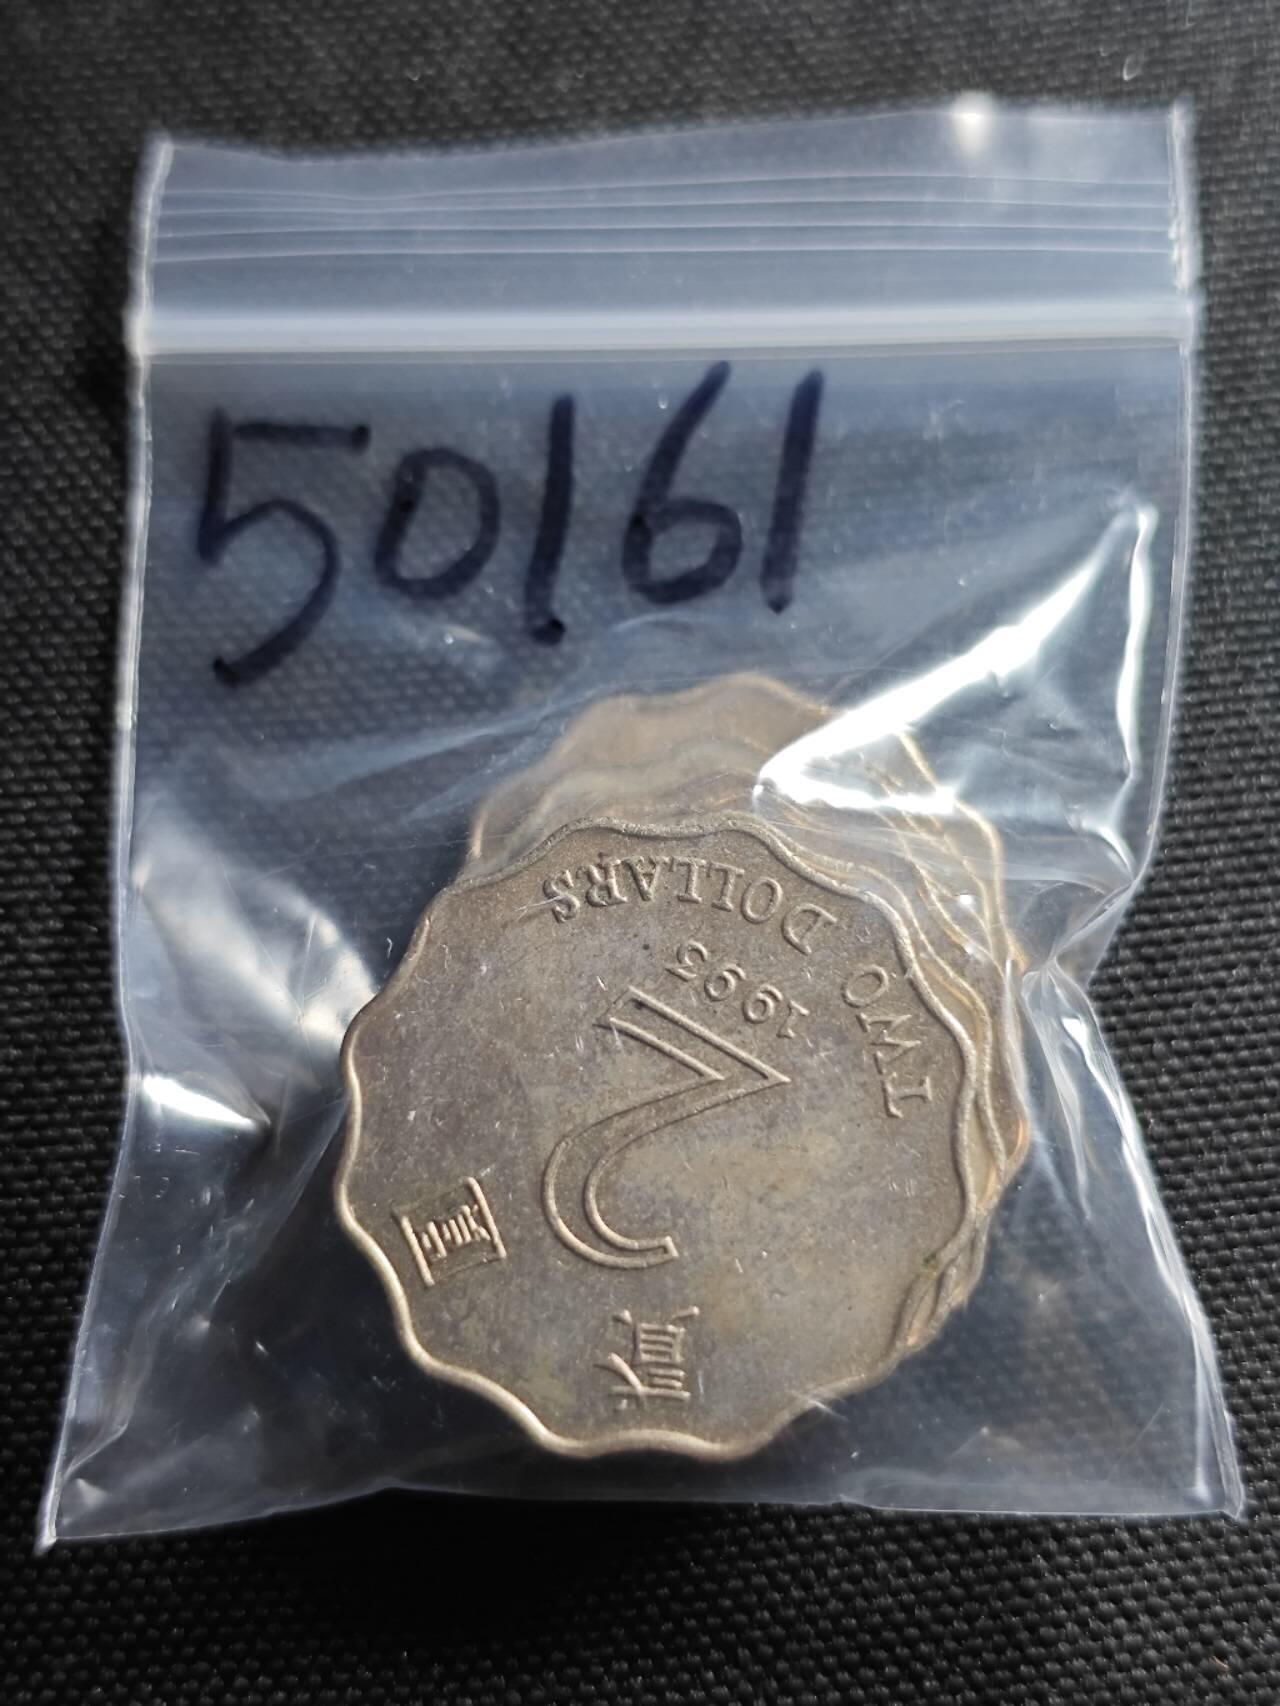 50161
TWO DOLLARS
1993
2
貳
圓